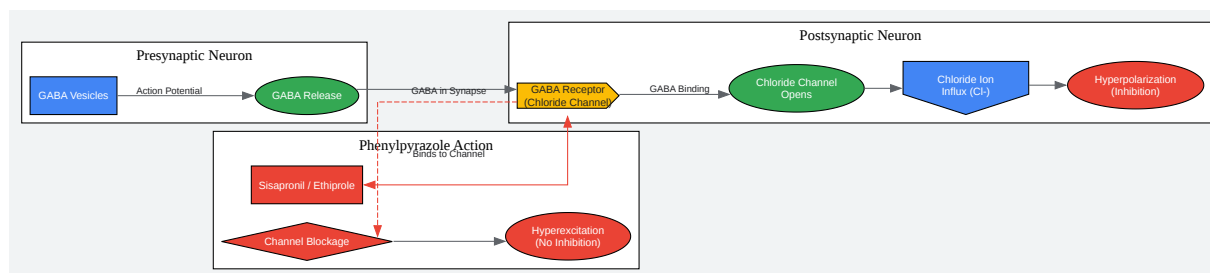 Presynaptic Neuron
GABA Vesicles
Action Potential
GABA Release
GABA in Synapse
Postsynaptic Neuron
GABA Receptor
(Chloride Channel)
GABA Binding
Chloride Channel
Opens
Chloride Ion
Influx (Cl-)
Hyperpolarization
(Inhibition)
Phenylpyrazole Action
Binds to Channel
Sisapronil / Ethiprole
Channel Blockage
Hyperexcitation
(No Inhibition)